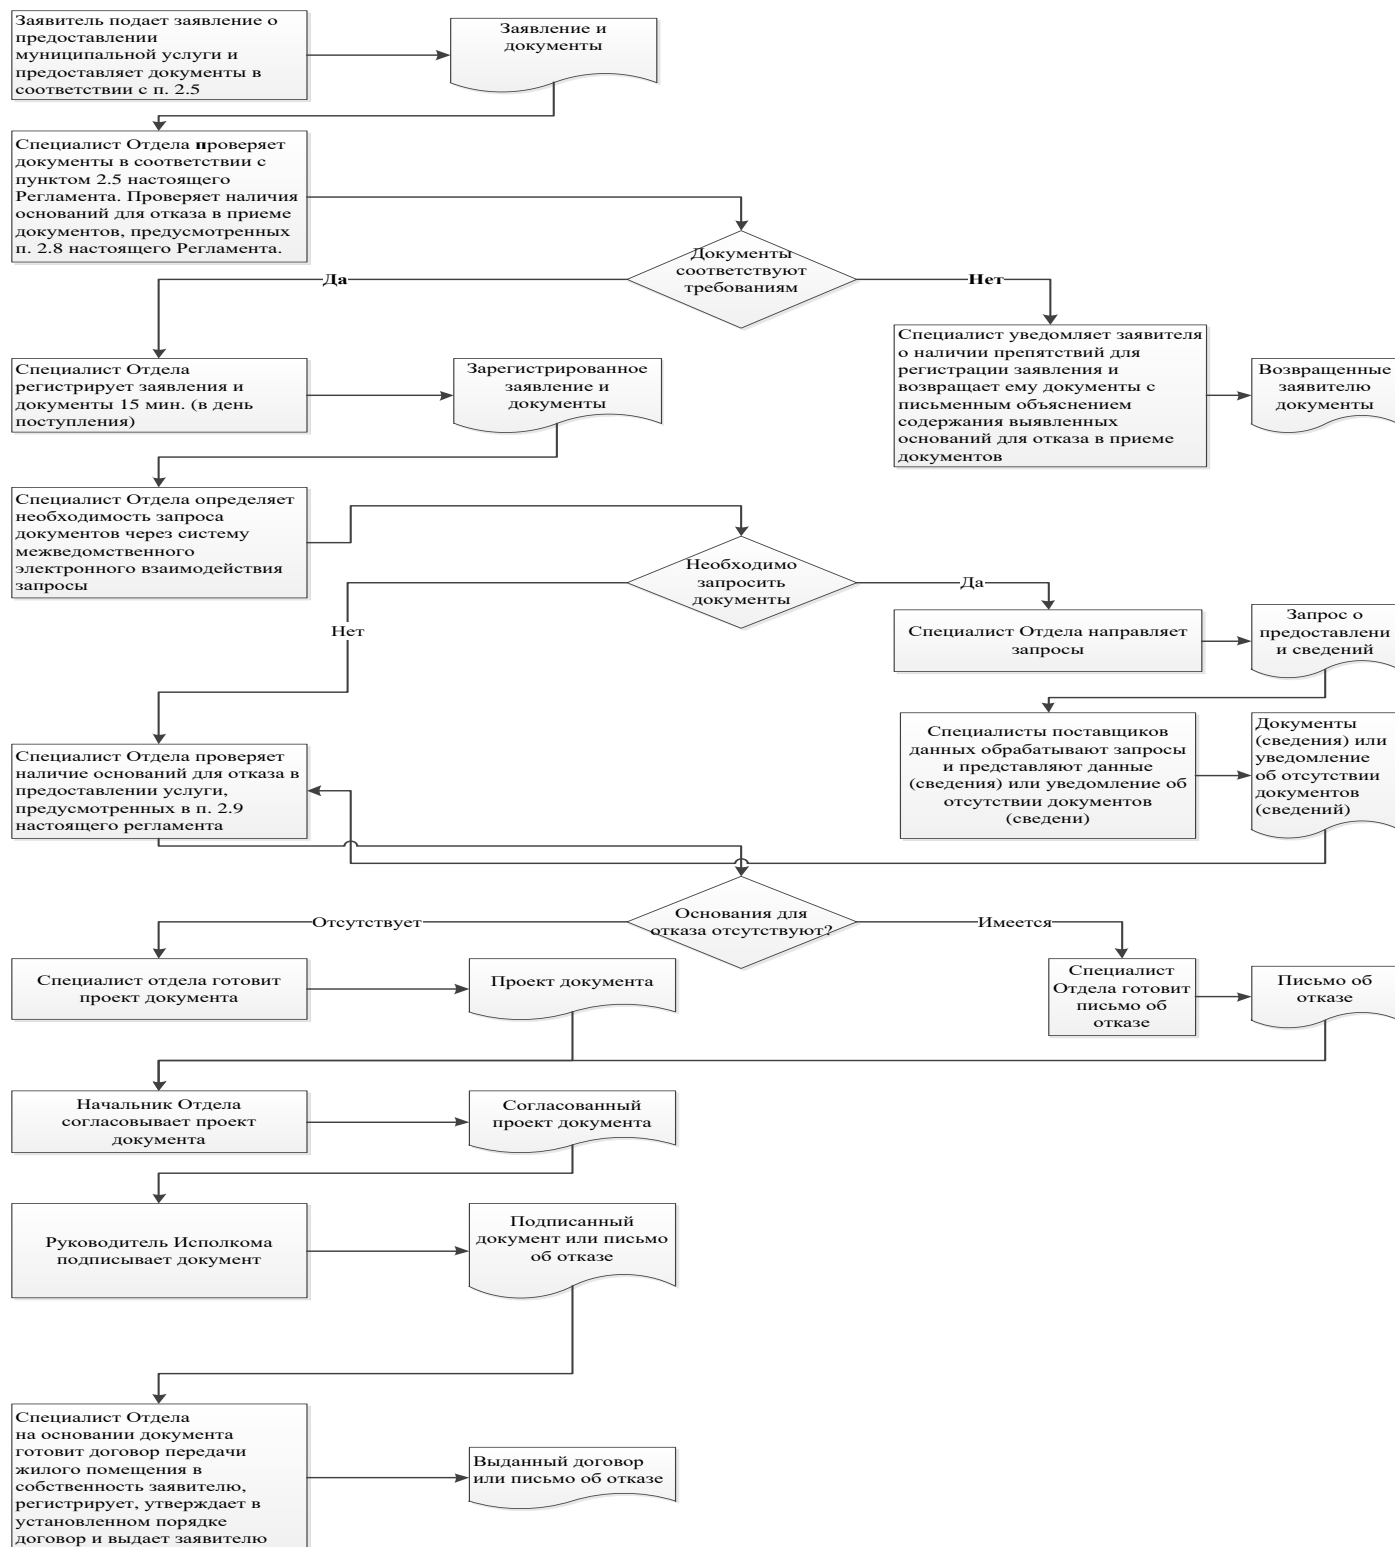 Заявитель подает заявление о
предоставлении
муниципальной услуги и
предоставляет документы в
соответствии с п. 2.5
Заявление и
документы
Специалист Отдела проверяет
документы в соответствии с
пунктом 2.5 настоящего
Регламента. Проверяет наличия
оснований для отказа в приеме
документов, предусмотренных
п. 2.8 настоящего Регламента.
Документы
соответствуют
требованиям
Да
Нет
Специалист Отдела
регистрирует заявления и
документы 15 мин. (в день
поступления)
Зарегистрированное
заявление и
документы
Специалист уведомляет заявителя
о наличии препятствий для
регистрации заявления и
возвращает ему документы с
письменным объяснением
содержания выявленных
оснований для отказа в приеме
документов
Возвращенные
заявителю
документы
Специалист Отдела определяет
необходимость запроса
документов через систему
межведомственного
электронного взаимодействия
запросы
Необходимо
запросить
документы
Да
Нет
Специалист Отдела направляет
запросы
Запрос о
предоставлени
и сведений
Специалисты поставщиков
данных обрабатывают запросы
и представляют данные
(сведения) или уведомление об
отсутствии документов
(сведени)
Документы
(сведения) или
уведомление
об отсутствии
документов
(сведений)
Специалист Отдела проверяет
наличие оснований для отказа в
предоставлении услуги,
предусмотренных в п. 2.9
настоящего регламента
Основания для
отказа отсутствуют?
Отсутствует
Имеется
Специалист отдела готовит
проект документа
Проект документа
Специалист
Отдела готовит
письмо об
отказе
Письмо об
отказе
Начальник Отдела
согласовывает проект
документа
Согласованный
проект документа
Руководитель Исполкома
подписывает документ
Подписанный
документ или письмо
об отказе
Специалист Отдела
на основании документа
готовит договор передачи
жилого помещения в
собственность заявителю,
регистрирует, утверждает в
установленном порядке
договор и выдает заявителю
Выданный договор
или письмо об отказе